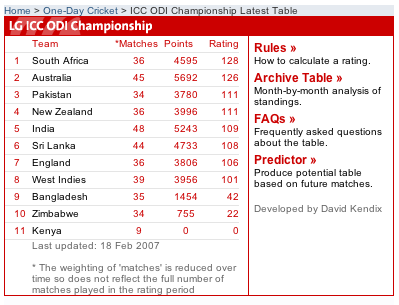 Home > One-Day Cricket > ICC ODI Championship Latest Table
LG ICC ODI Championship
Team *Matches Points Rating
1 South Africa 36 4595 128
2 Australia 45 5692 126
3 Pakistan 34 3780 111
4 New Zealand 36 3996 111
5 India 48 5243 109
6 Sri Lanka 44 4733 108
7 England 36 3806 106
8 West Indies 39 3956 101
9 Bangladesh 35 1454 42
10 Zimbabwe 34 755 22
11 Kenya 9 0 0
Last updated: 18 Feb 2007
* The weighting of 'matches' is reduced over
time so does not reflect the full number of
matches played in the rating period
Rules »
How to calculate a rating.
Archive Table »
Month-by-month analysis of
standings.
FAQs »
Frequently asked questions
about the table.
Predictor »
Produce potential table
based on future matches.
Developed by David Kendix